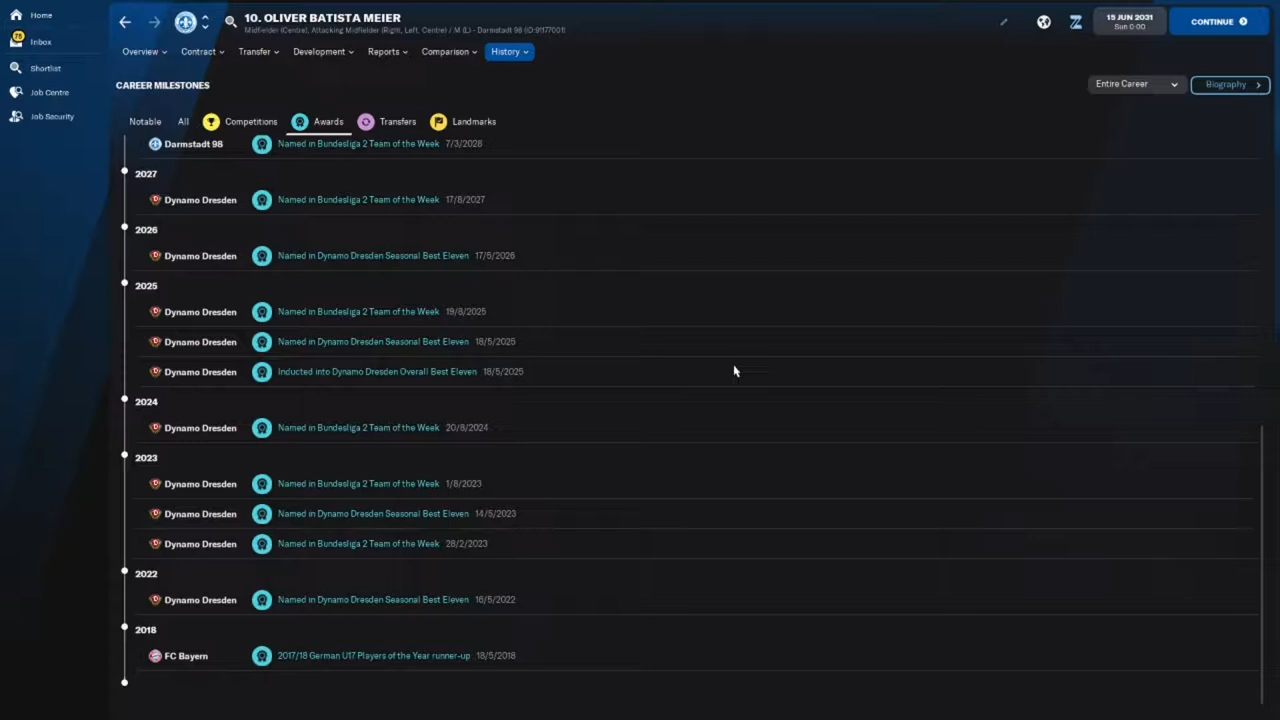 Home
10. OLIVER BATISTA MEIER
Midfielder (Centre), Attacking Midfielder (Right, Left, Centre) / M (L) - Darmstadt 98 (ID:91177001)
15 JUN 2031
Sun 0:00
CONTINUE
75
Inbox
Shortlist
Job Centre
Job Security
Overview
Contract
Transfer
Development
Reports
Comparison
History
CAREER MILESTONES
Entire Career
Biography
Notable
All
Competitions
Awards
Transfers
Landmarks
Darmstadt 98 Named in Bundesliga 2 Team of the Week 7/3/2028
2027
Dynamo Dresden Named in Bundesliga 2 Team of the Week 17/8/2027
2026
Dynamo Dresden Named in Dynamo Dresden Seasonal Best Eleven 17/5/2026
2025
Dynamo Dresden Named in Bundesliga 2 Team of the Week 19/8/2025
Dynamo Dresden Named in Dynamo Dresden Seasonal Best Eleven 18/5/2025
Dynamo Dresden Inducted into Dynamo Dresden Overall Best Eleven 18/5/2025
2024
Dynamo Dresden Named in Bundesliga 2 Team of the Week 20/8/2024
2023
Dynamo Dresden Named in Bundesliga 2 Team of the Week 1/8/2023
Dynamo Dresden Named in Dynamo Dresden Seasonal Best Eleven 14/5/2023
Dynamo Dresden Named in Bundesliga 2 Team of the Week 28/2/2023
2022
Dynamo Dresden Named in Dynamo Dresden Seasonal Best Eleven 16/5/2022
2018
FC Bayern 2017/18 German U17 Players of the Year runner-up 18/5/2018